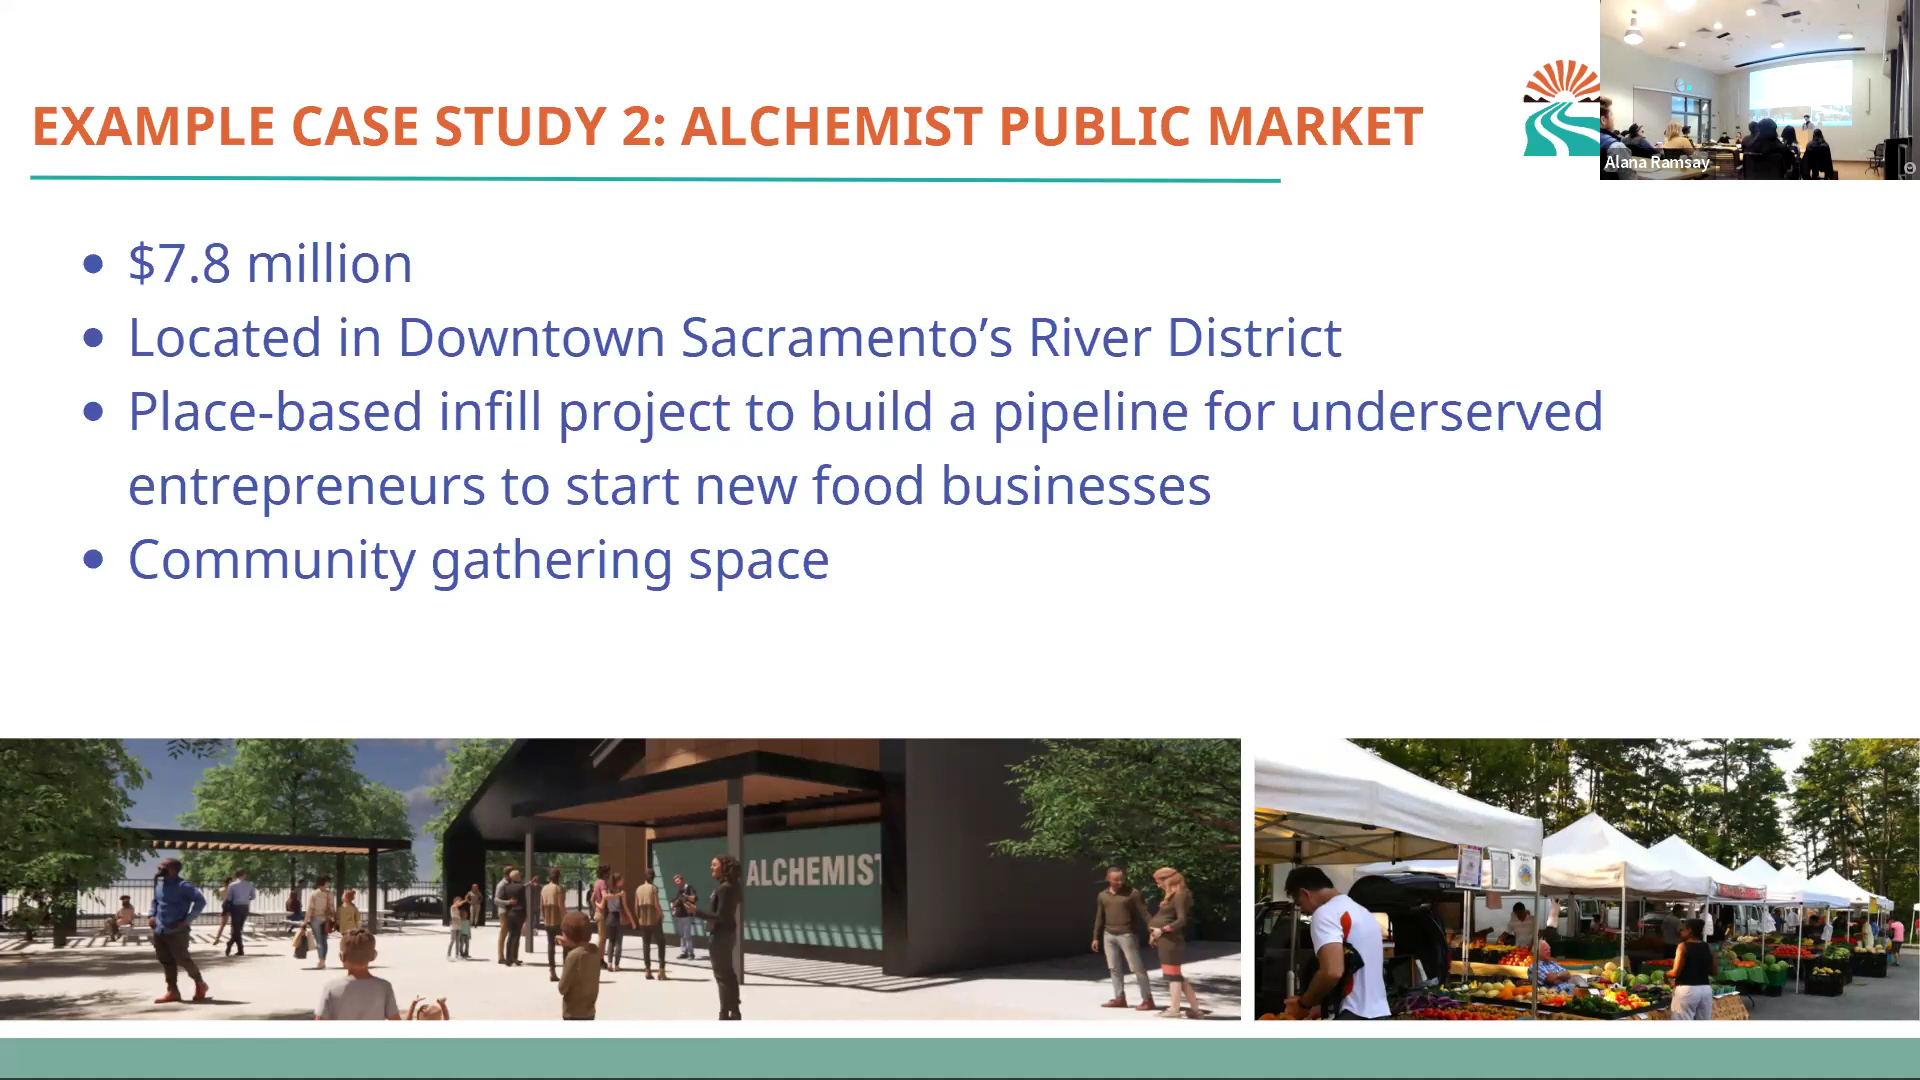 EXAMPLE CASE STUDY 2: ALCHEMIST PUBLIC MARKET
Alana Ramsay
• $7.8 million
• Located in Downtown Sacramento’s River District
• Place-based infill project to build a pipeline for underserved
entrepreneurs to start new food businesses
• Community gathering space
ALCHEMIST